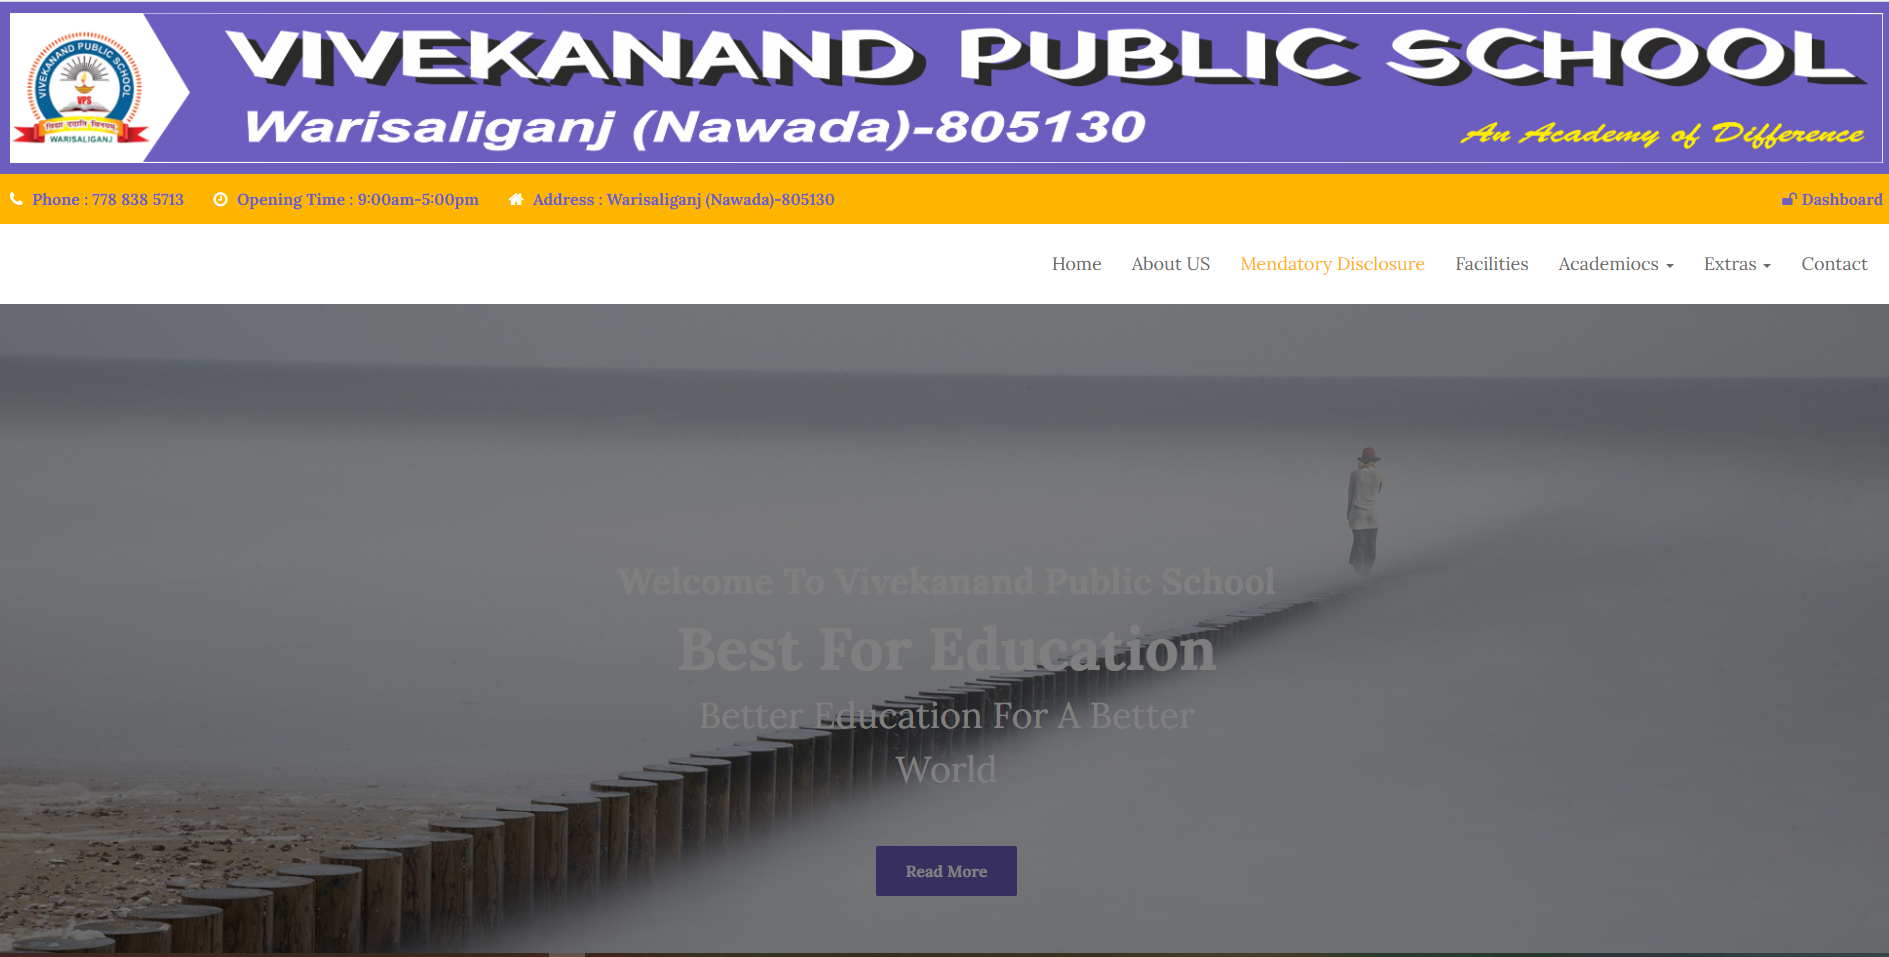 VIVEKANAND PUBLIC SCHOOL
VPS
विद्या ददाति विनयम्
WARISALIGANJ
VIVEKANAND PUBLIC SCHOOL
Warisaliganj (Nawada)-805130
An Academy of Difference
Phone : 778 838 5713 Opening Time : 9:00am-5:00pm Address : Warisaliganj (Nawada)-805130 Dashboard
Home About US Mendatory Disclosure Facilities Academiocs Extras Contact
Welcome To Vivekanand Public School
Best For Education
Better Education For A Better
World
Read More